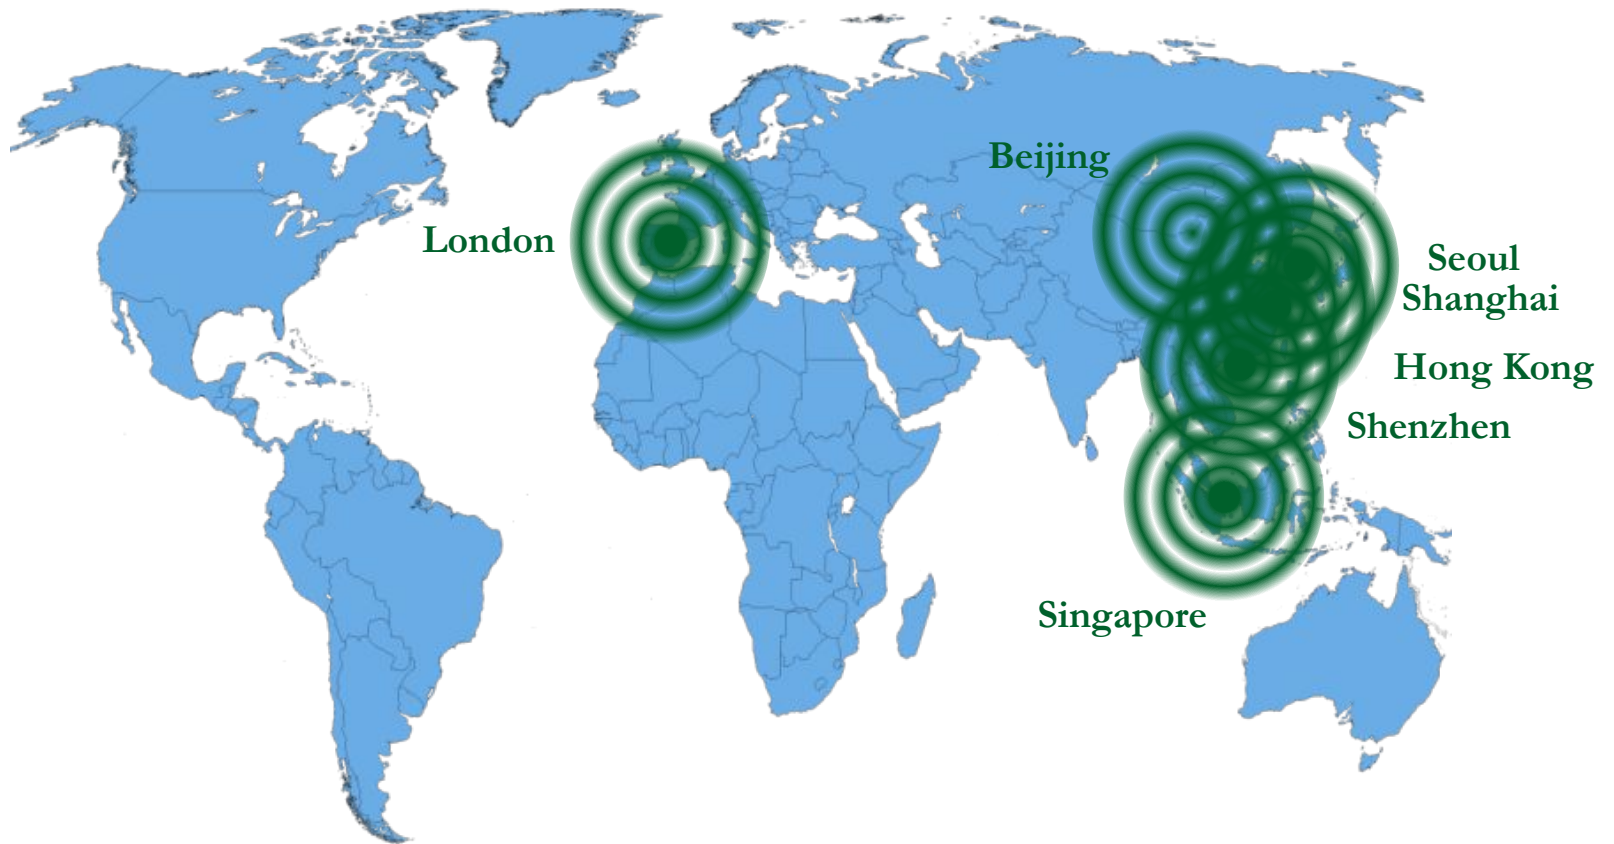 Beijing
London
Seoul
Shanghai
Hong Kong
Shenzhen
Singapore